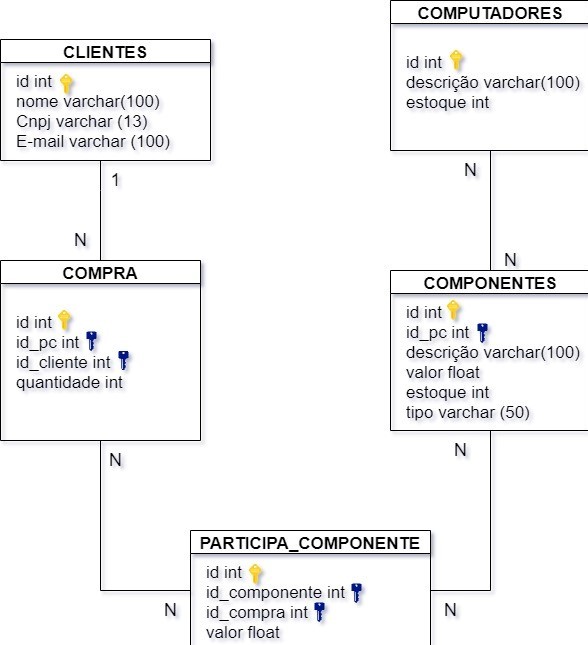 CLIENTES
id int
nome varchar(100)
Cnpj varchar (13)
E-mail varchar (100)
1
N
COMPRA
id int
id_pc int
id_cliente int
quantidade int
N
N
COMPUTADORES
id int
descrição varchar(100)
estoque int
N
N
COMPONENTES
id int
id_pc int
descrição varchar(100)
valor float
estoque int
tipo varchar (50)
N
N
PARTICIPA_COMPONENTE
id int
id_componente int
id_compra int
valor float